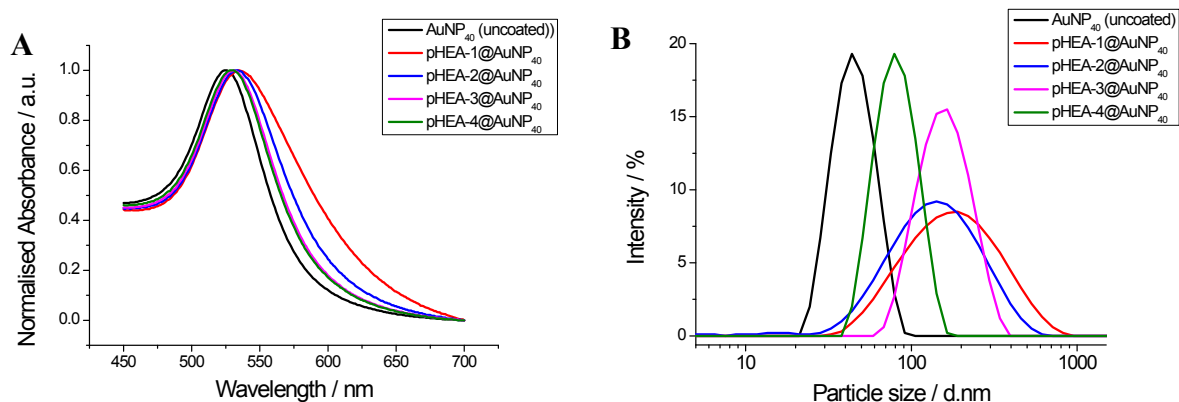 A
AuNP40 (uncoated))
pHEA-1@AuNP40
pHEA-2@AuNP40
pHEA-3@AuNP40
pHEA-4@AuNP40
1.0
0.8
0.6
0.4
0.2
0.0
Normalised Absorbance / a.u.
450 500 550 600 650 700
Wavelength / nm
B
AuNP40 (uncoated)
pHEA-1@AuNP40
pHEA-2@AuNP40
pHEA-3@AuNP40
pHEA-4@AuNP40
20
15
10
5
0
Intensity / %
10 100 1000
Particle size / d.nm